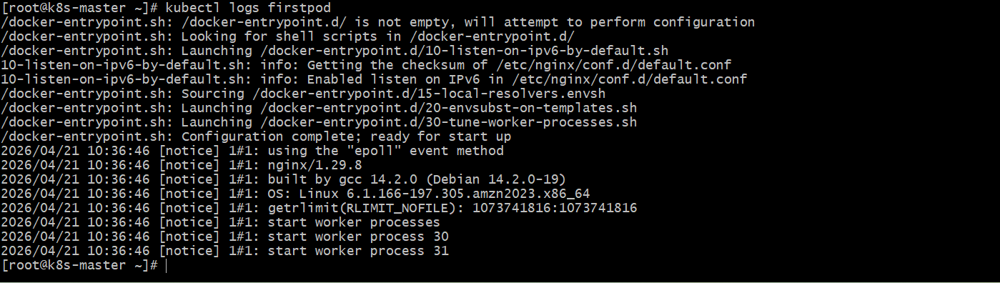 [root@k8s-master ~]# kubectl logs firstpod
/docker-entrypoint.sh: /docker-entrypoint.d/ is not empty, will attempt to perform configuration
/docker-entrypoint.sh: Looking for shell scripts in /docker-entrypoint.d/
/docker-entrypoint.sh: Launching /docker-entrypoint.d/10-listen-on-ipv6-by-default.sh
10-listen-on-ipv6-by-default.sh: info: Getting the checksum of /etc/nginx/conf.d/default.conf
10-listen-on-ipv6-by-default.sh: info: Enabled listen on IPv6 in /etc/nginx/conf.d/default.conf
/docker-entrypoint.sh: Sourcing /docker-entrypoint.d/15-local-resolvers.envsh
/docker-entrypoint.sh: Launching /docker-entrypoint.d/20-envsubst-on-templates.sh
/docker-entrypoint.sh: Launching /docker-entrypoint.d/30-tune-worker-processes.sh
/docker-entrypoint.sh: Configuration complete; ready for start up
2026/04/21 10:36:46 [notice] 1#1: using the "epoll" event method
2026/04/21 10:36:46 [notice] 1#1: nginx/1.29.8
2026/04/21 10:36:46 [notice] 1#1: built by gcc 14.2.0 (Debian 14.2.0-19)
2026/04/21 10:36:46 [notice] 1#1: OS: Linux 6.1.166-197.305.amzn2023.x86_64
2026/04/21 10:36:46 [notice] 1#1: getrlimit(RLIMIT_NOFILE): 1073741816:1073741816
2026/04/21 10:36:46 [notice] 1#1: start worker processes
2026/04/21 10:36:46 [notice] 1#1: start worker process 30
2026/04/21 10:36:46 [notice] 1#1: start worker process 31
[root@k8s-master ~]#